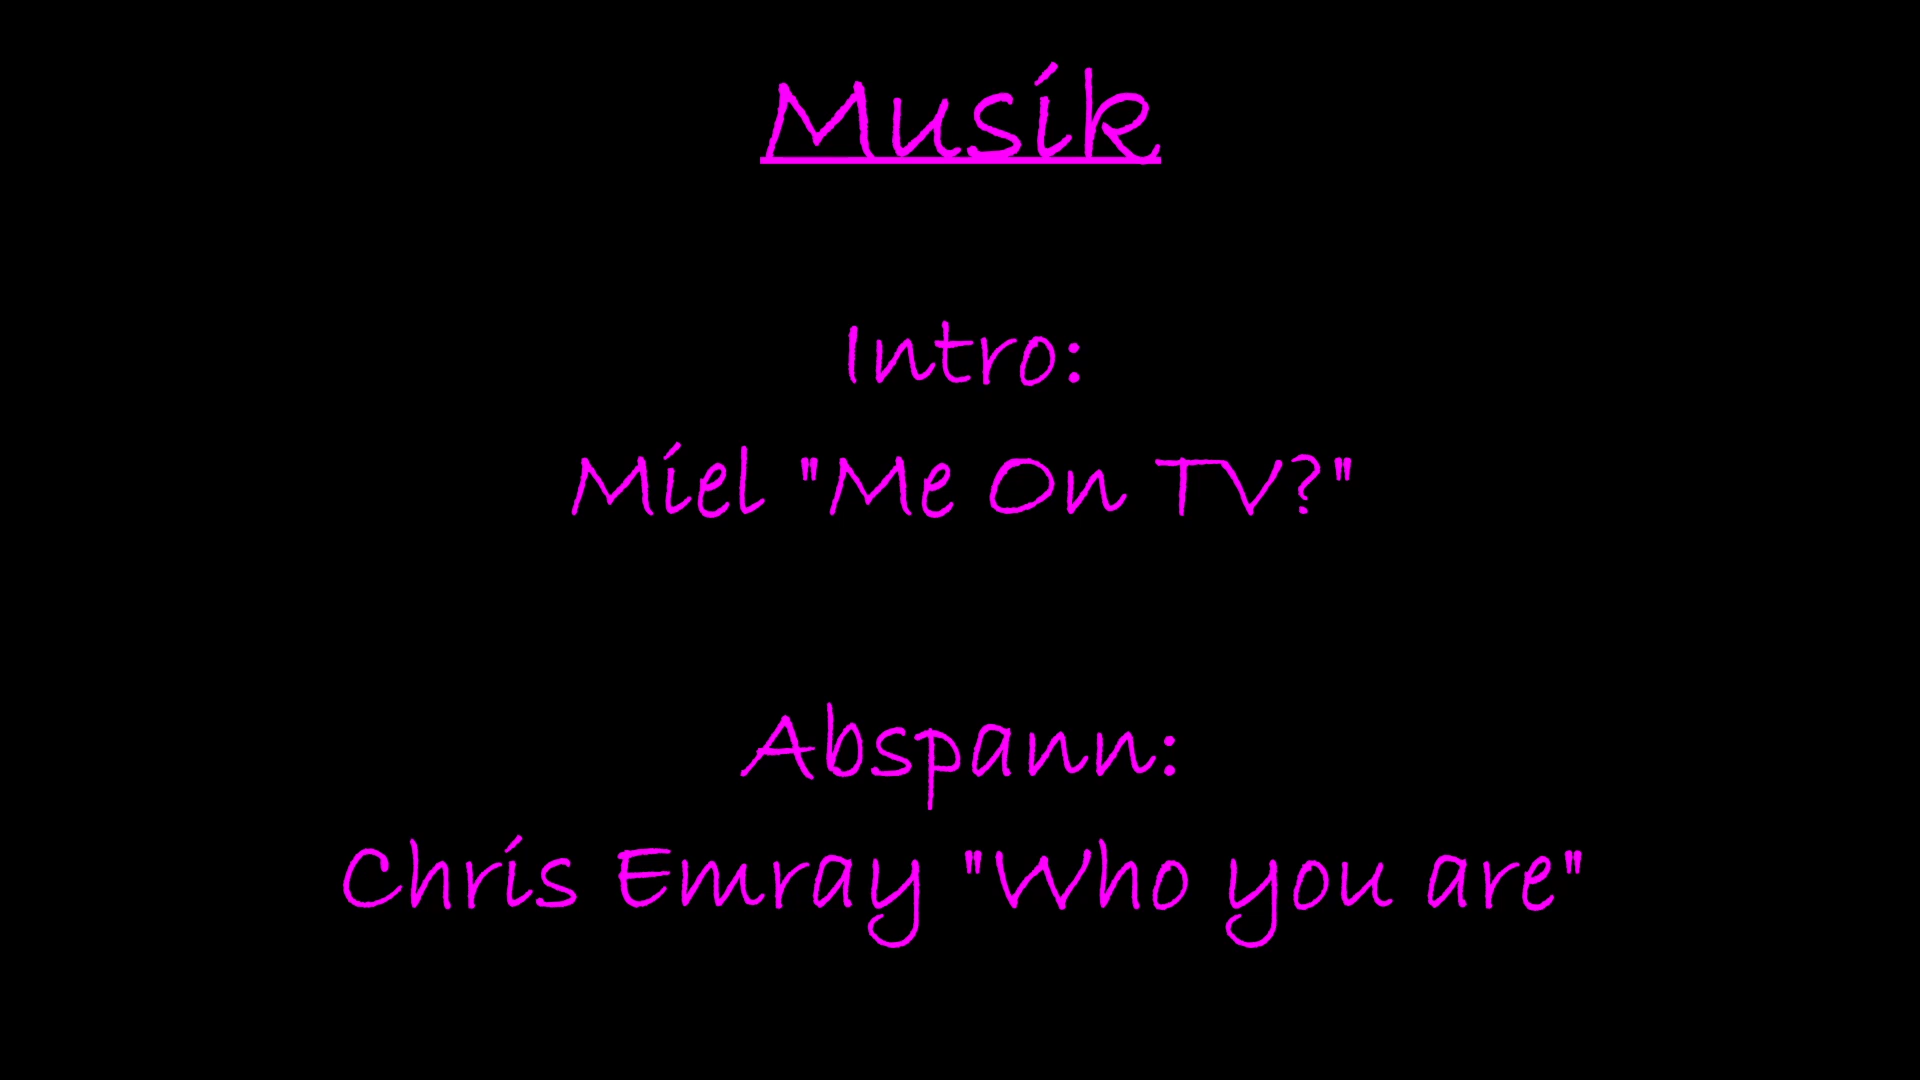 Musik
Intro:
Miel "Me On TV?"
Abspann:
Chris Emray "Who you are"